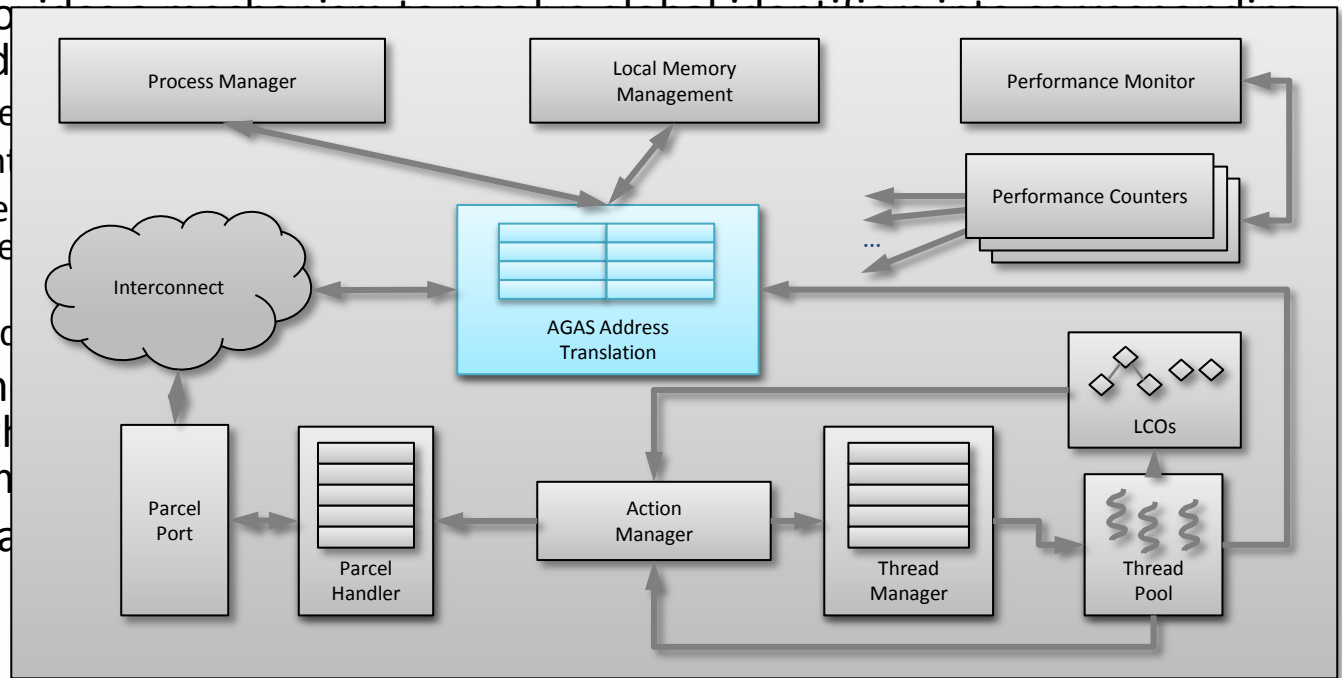 Process Manager
Local Memory
Management
Performance Monitor
Performance Counters
...
Interconnect
AGAS Address
Translation
LCOs
Parcel
Port
Parcel
Handler
Action
Manager
Thread
Manager
Thread
Pool